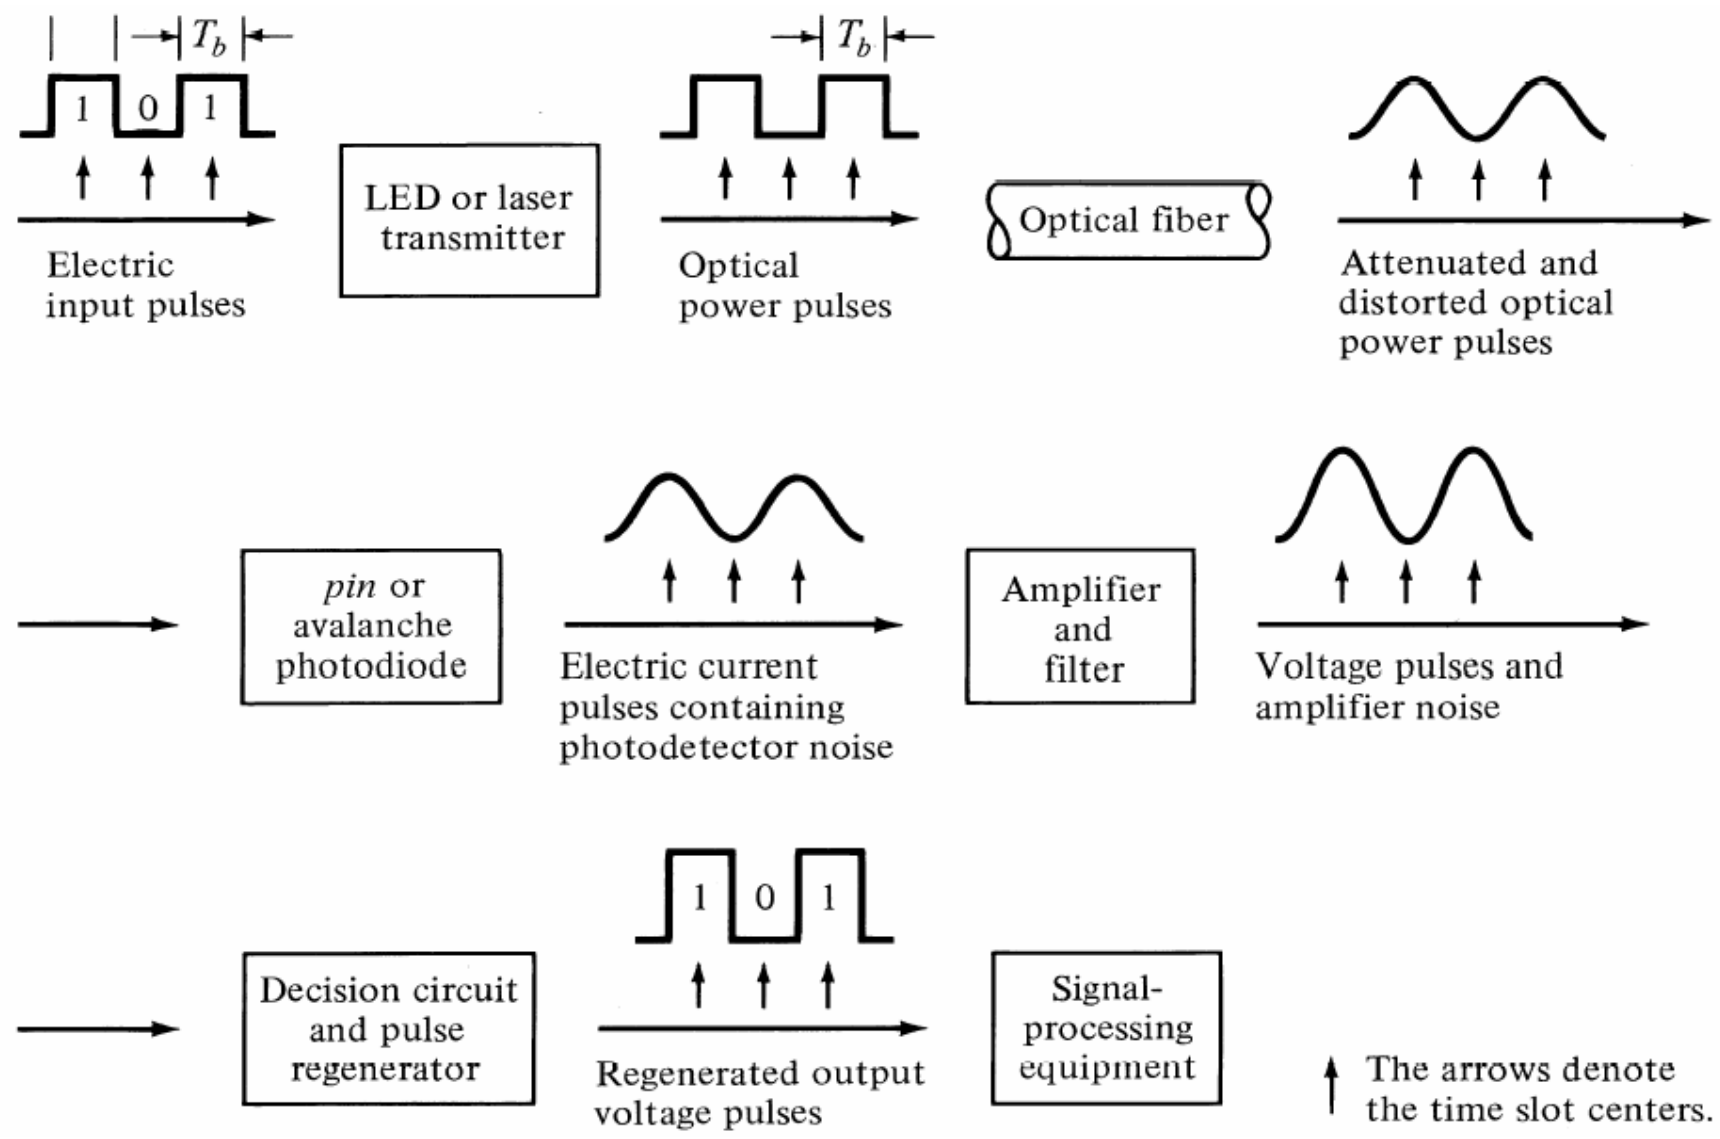 T_b
T_b
1 0 1
LED or laser
transmitter
Optical fiber
Electric
input pulses
Optical
power pulses
Attenuated and
distorted optical
power pulses
pin or
avalanche
photodiode
Electric current
pulses containing
photodetector noise
Amplifier
and
filter
Voltage pulses and
amplifier noise
1 0 1
Decision circuit
and pulse
regenerator
Regenerated output
voltage pulses
Signal-
processing
equipment
The arrows denote
the time slot centers.